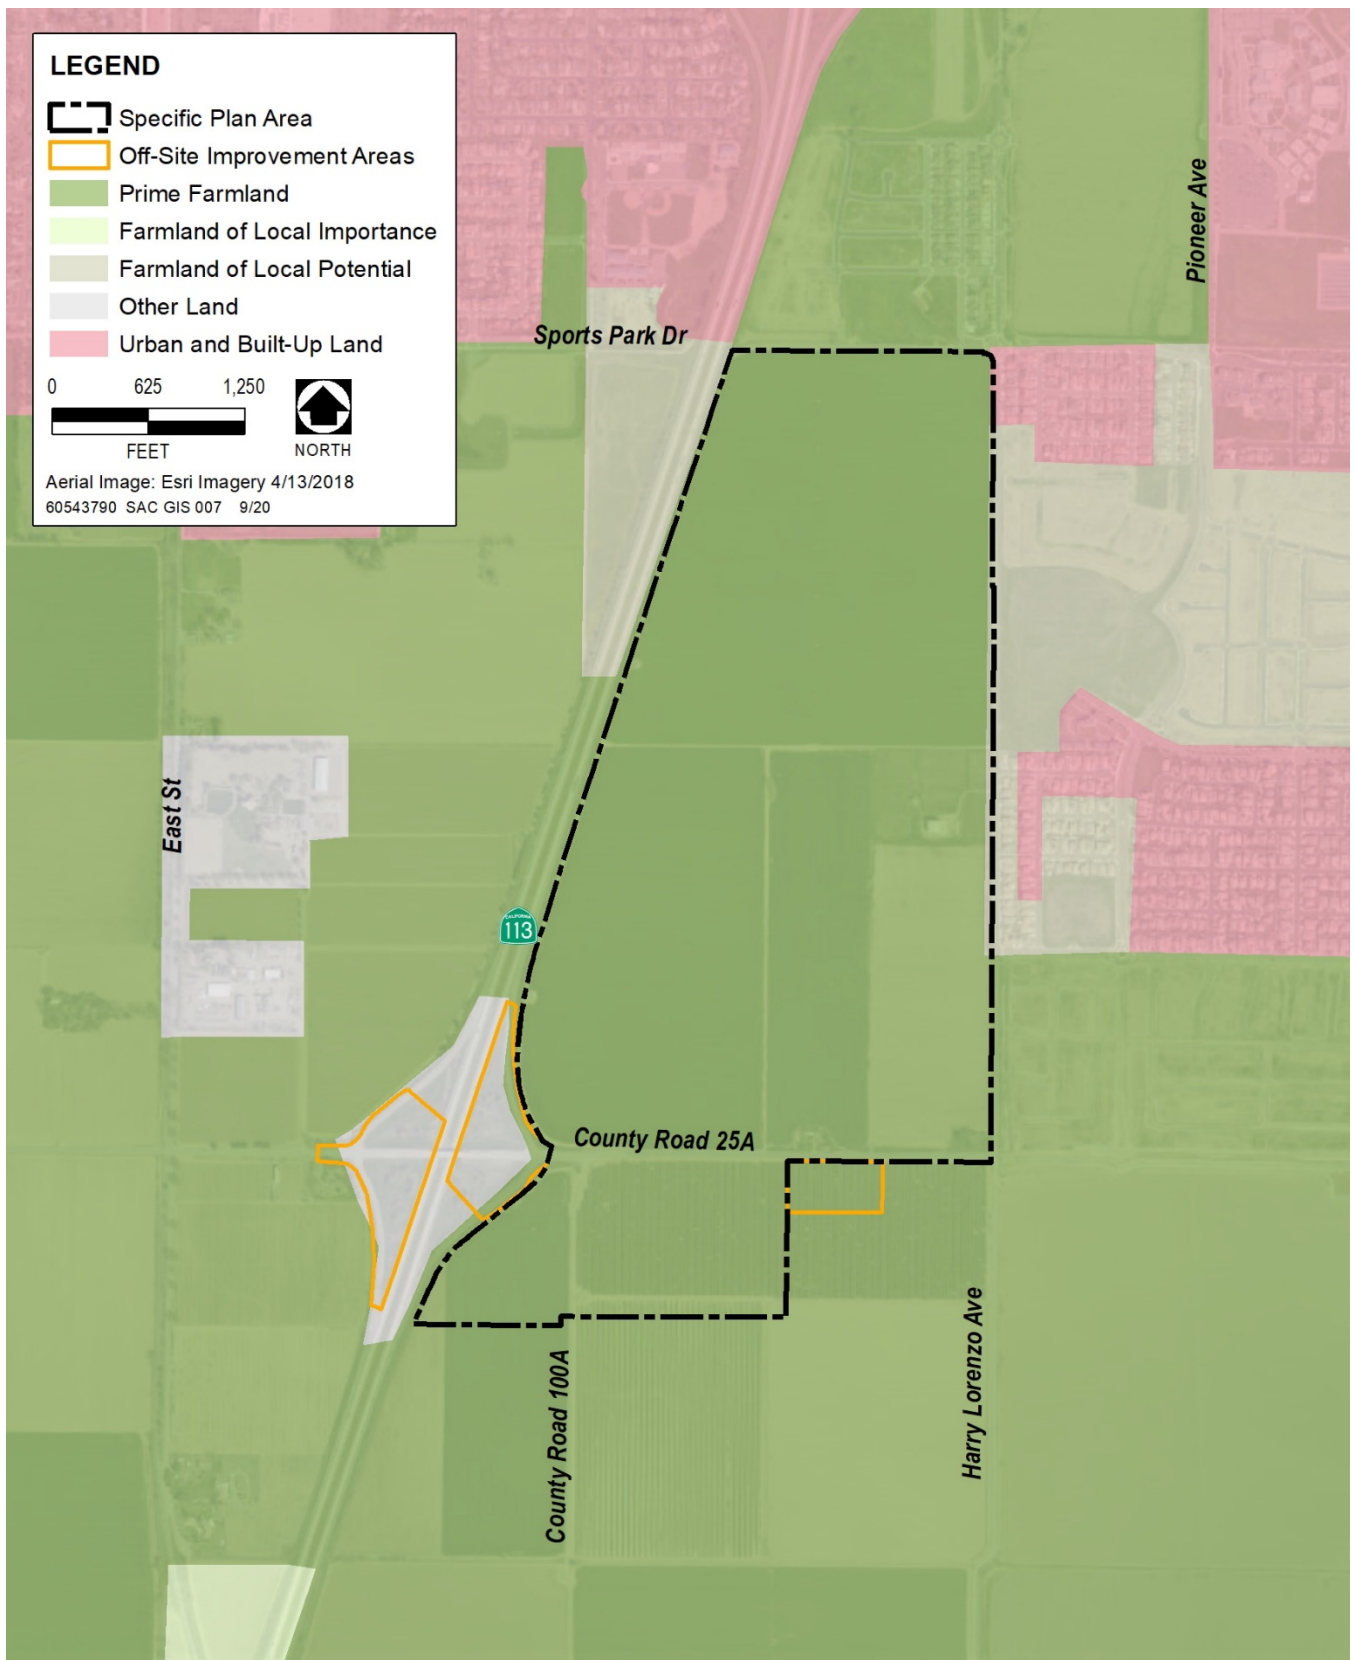 LEGEND
Specific Plan Area
Off-Site Improvement Areas
Prime Farmland
Farmland of Local Importance
Farmland of Local Potential
Other Land
Urban and Built-Up Land
0 625 1,250
FEET
NORTH
Aerial Image: Esri Imagery 4/13/2018
60543790 SAC GIS 007 9/20
Pioneer Ave
Sports Park Dr
East St
CALIFORNIA
113
County Road 25A
County Road 100A
Harry Lorenzo Ave